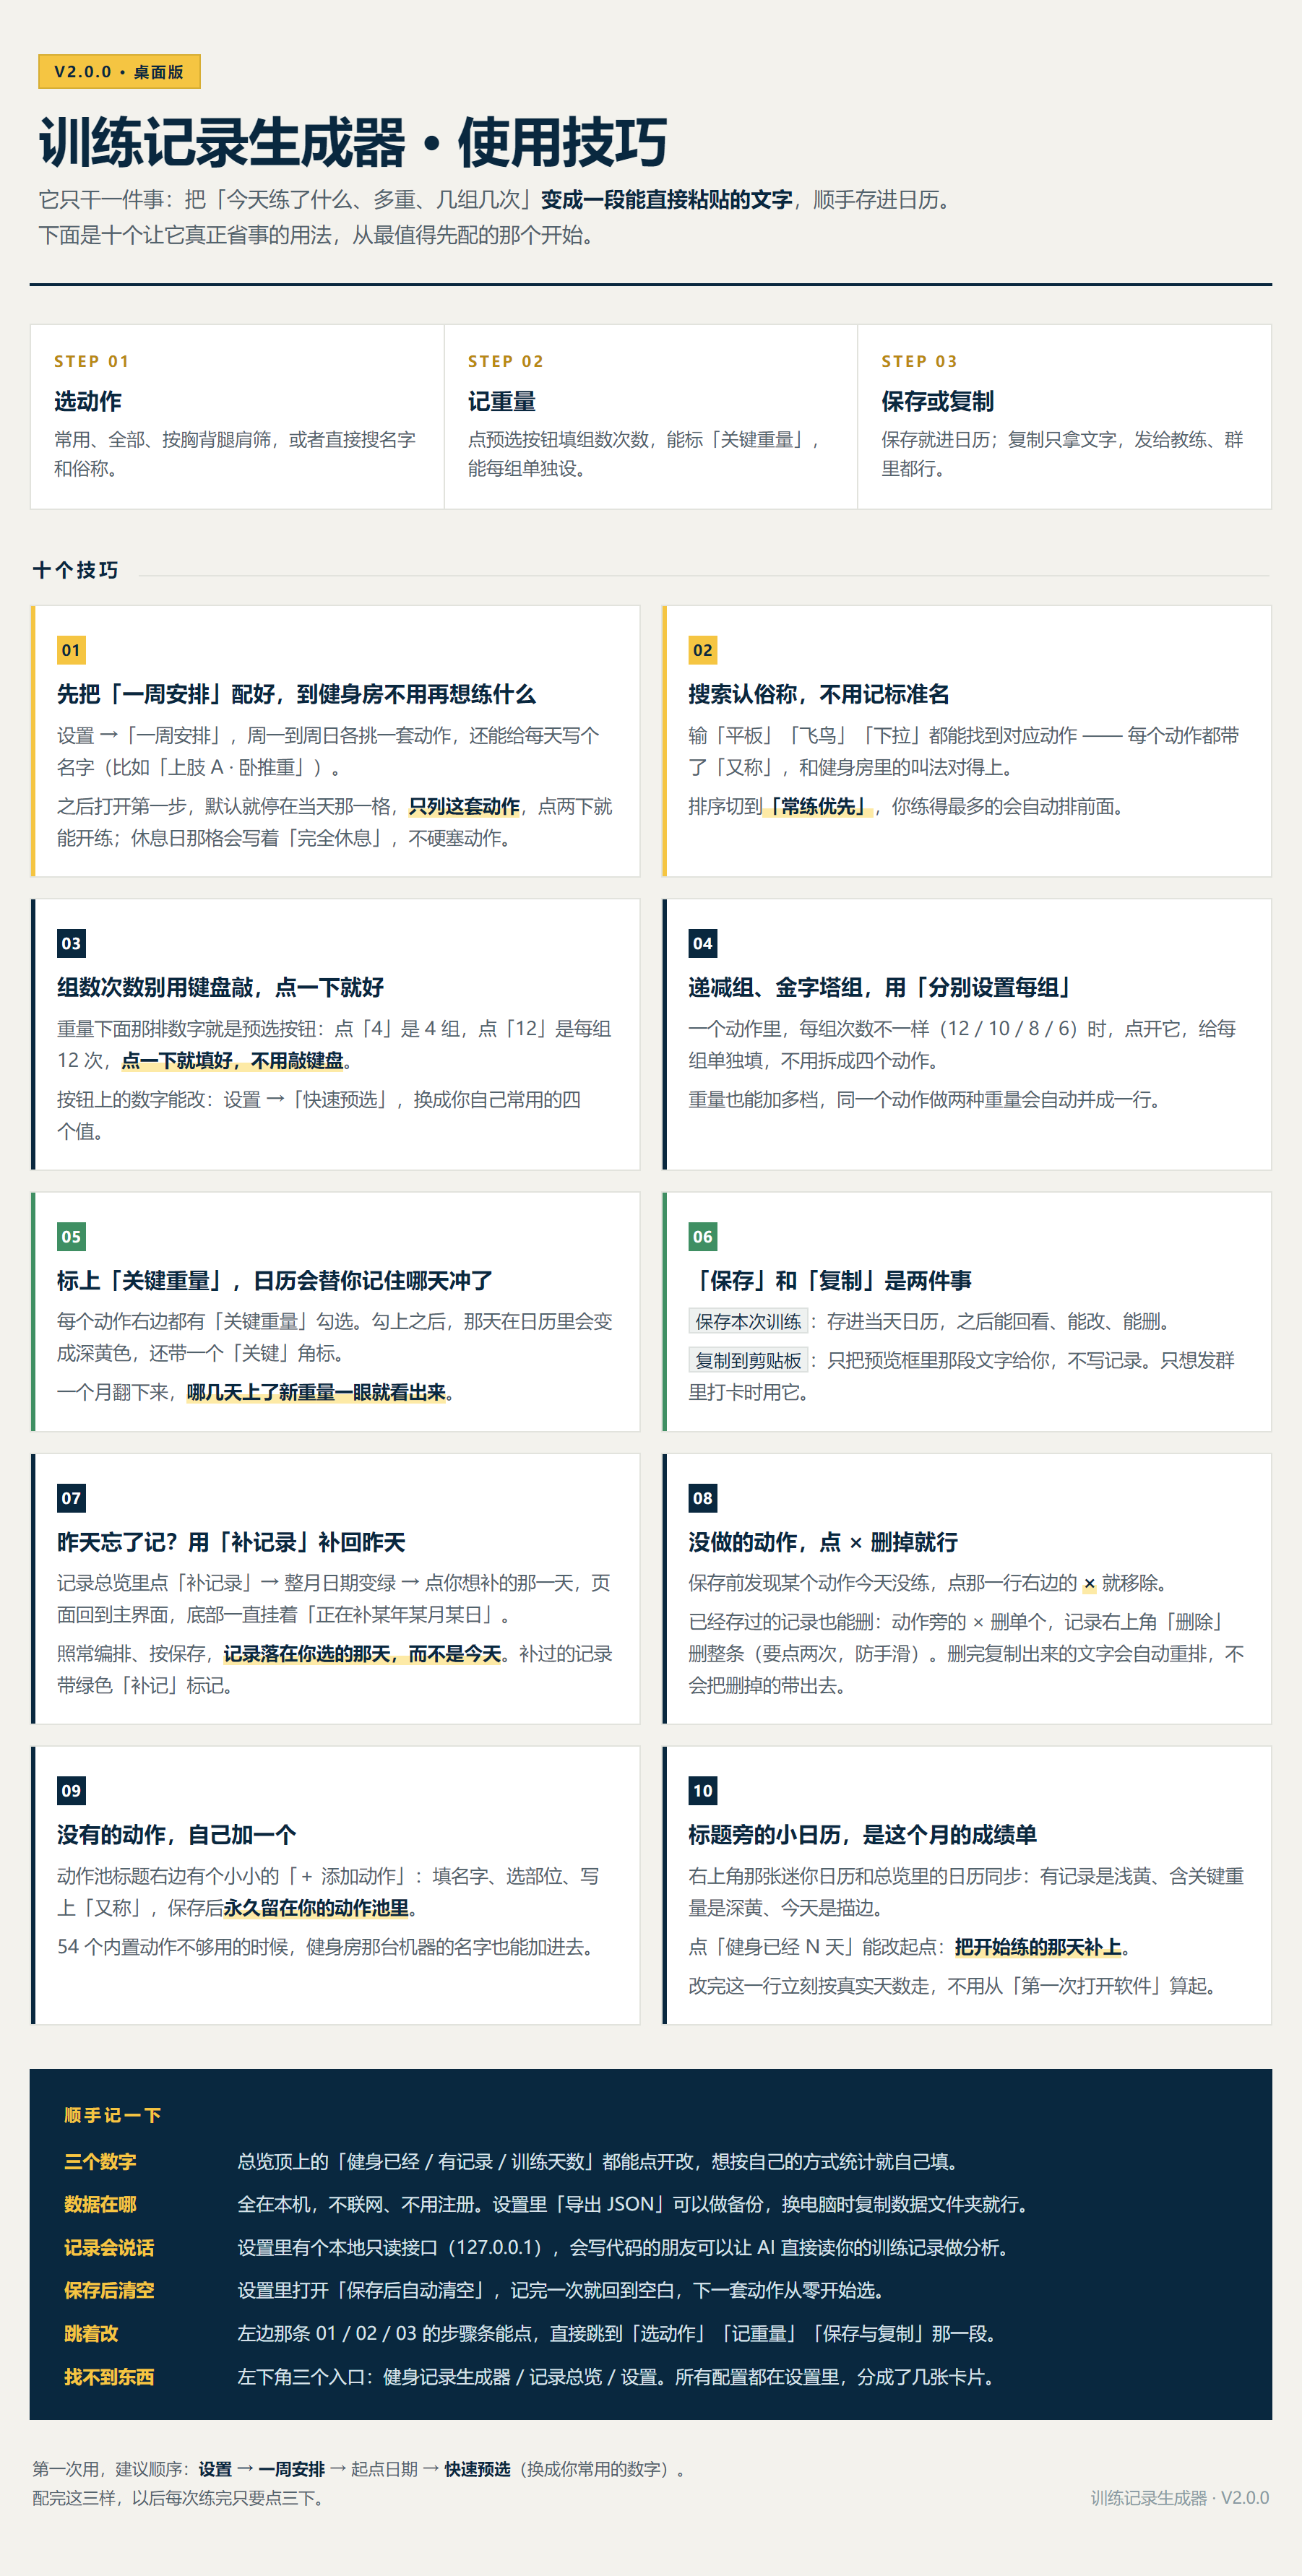 V2.0.0 • 桌面版
训练记录生成器 • 使用技巧
它只干一件事：把「今天练了什么、多重、几组几次」变成一段能直接粘贴的文字，顺手存进日历。
下面是十个让它真正省事的用法，从最值得先配的那个开始。
STEP 01
选动作
常用、全部、按胸背腿肩筛，或者直接搜名字
和俗称。
STEP 02
记重量
点预选按钮填组数次数，能标「关键重量」，
能每组单独设。
STEP 03
保存或复制
保存就进日历；复制只拿文字，发给教练、群
里都行。
十个技巧
01
先把「一周安排」配好，到健身房不用再想练什么
设置 → 「一周安排」，周一到周日各挑一套动作，还能给每天写个
名字（比如「上肢 A · 卧推重」）。
之后打开第一步，默认就停在当天那一格，只列这套动作，点两下就
能开练；休息日那格会写着「完全休息」，不硬塞动作。
02
搜索认俗称，不用记标准名
输「平板」「飞鸟」「下拉」都能找到对应动作 —— 每个动作都带
了「又称」，和健身房里的叫法对得上。
排序切到「常练优先」，你练得最多的会自动排前面。
03
组数次数别用键盘敲，点一下就好
重量下面那排数字就是预选按钮：点「4」是 4 组，点「12」是每组
12 次，点一下就填好，不用敲键盘。
按钮上的数字能改：设置 → 「快速预选」，换成你自己常用的四
个值。
04
递减组、金字塔组，用「分别设置每组」
一个动作里，每组次数不一样（12 / 10 / 8 / 6）时，点开它，给每
组单独填，不用拆成四个动作。
重量也能加多档，同一个动作做两种重量会自动并成一行。
05
标上「关键重量」，日历会替你记住哪天冲了
每个动作右边都有「关键重量」勾选。勾上之后，那天在日历里会变
成深黄色，还带一个「关键」角标。
一个月翻下来，哪几天上了新重量一眼就看出来。
06
「保存」和「复制」是两件事
保存本次训练：存进当天日历，之后能回看、能改、能删。
复制到剪贴板：只把预览框里那段文字给你，不写记录。只想发群
里打卡时用它。
07
昨天忘了记？用「补记录」补回昨天
记录总览里点「补记录」→ 整月日期变绿 → 点你想补的那一天，页
面回到主界面，底部一直挂着「正在补某年某月某日」。
照常编排、按保存，记录落在你选的那天，而不是今天。补过的记录
带绿色「补记」标记。
08
没做的动作，点 × 删掉就行
保存前发现某个动作今天没练，点那一行右边的 × 就移除。
已经存过的记录也能删：动作旁的 × 删单个，记录右上角「删除」
删整条（要点两次，防手滑）。删完复制出来的文字会自动重排，不
会把删掉的带出去。
09
没有的动作，自己加一个
动作池标题右边有个小小的「 + 添加动作」：填名字、选部位、写
上「又称」，保存后永久留在你的动作池里。
54 个内置动作不够用的时候，健身房那台机器的名字也能加进去。
10
标题旁的小日历，是这个月的成绩单
右上角那张迷你日历和总览里的日历同步：有记录是浅黄、含关键重
量是深黄、今天是描边。
点「健身已经 N 天」能改起点：把开始练的那天补上。
改完这一行立刻按真实天数走，不用从「第一次打开软件」算起。
顺手记一下
三个数字 总览顶上的「健身已经 / 有记录 / 训练天数」都能点开改，想按自己的方式统计就自己填。
数据在哪 全在本机，不联网、不用注册。设置里「导出 JSON」可以做备份，换电脑时复制数据文件夹就行。
记录会说话 设置里有个本地只读接口（127.0.0.1），会写代码的朋友可以让 AI 直接读你的训练记录做分析。
保存后清空 设置里打开「保存后自动清空」，记完一次就回到空白，下一套动作从零开始选。
跳着改 左边那条 01 / 02 / 03 的步骤条能点，直接跳到「选动作」「记重量」「保存与复制」那一段。
找不到东西 左下角三个入口：健身记录生成器 / 记录总览 / 设置。所有配置都在设置里，分成了几张卡片。
第一次用，建议顺序：设置 → 一周安排 → 起点日期 → 快速预选（换成你常用的数字）。
配完这三样，以后每次练完只要点三下。
训练记录生成器 · V2.0.0